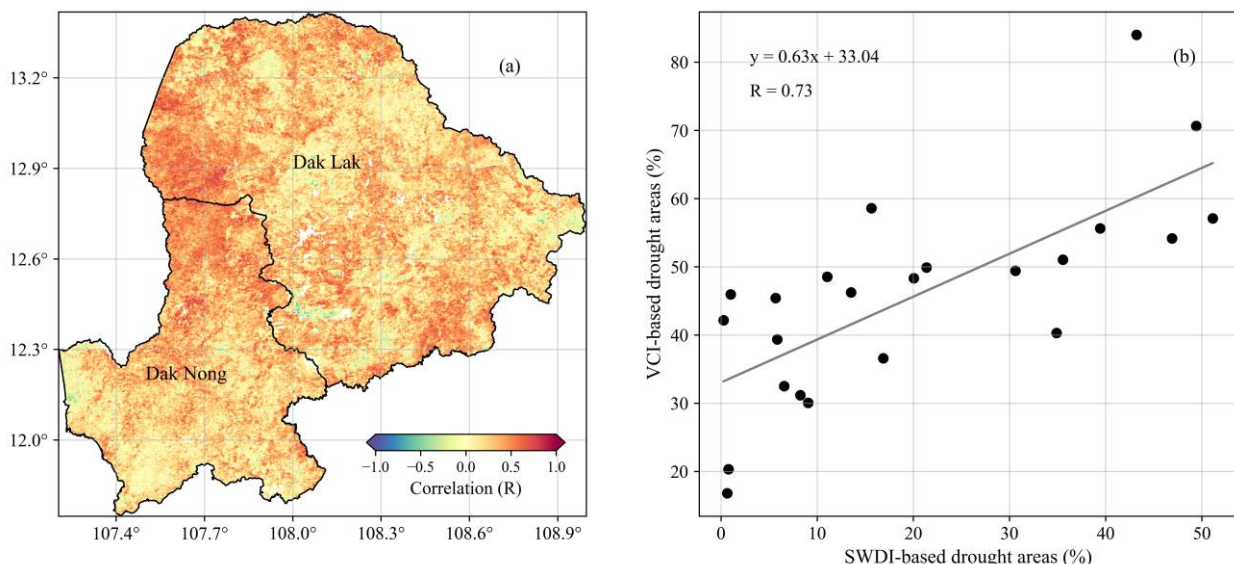 (a)
13.2°
12.9°
12.6°
12.3°
12.0°
Dak Lak
Dak Nong
−1.0 −0.5 0.0 0.5 1.0
Correlation (R)
107.4 107.7 108.0 108.3 108.6 108.9
(b)
y = 0.63x + 33.04
R = 0.73
80
70
60
50
40
30
20
VCI-based drought areas (%)
0 10 20 30 40 50
SWDI-based drought areas (%)